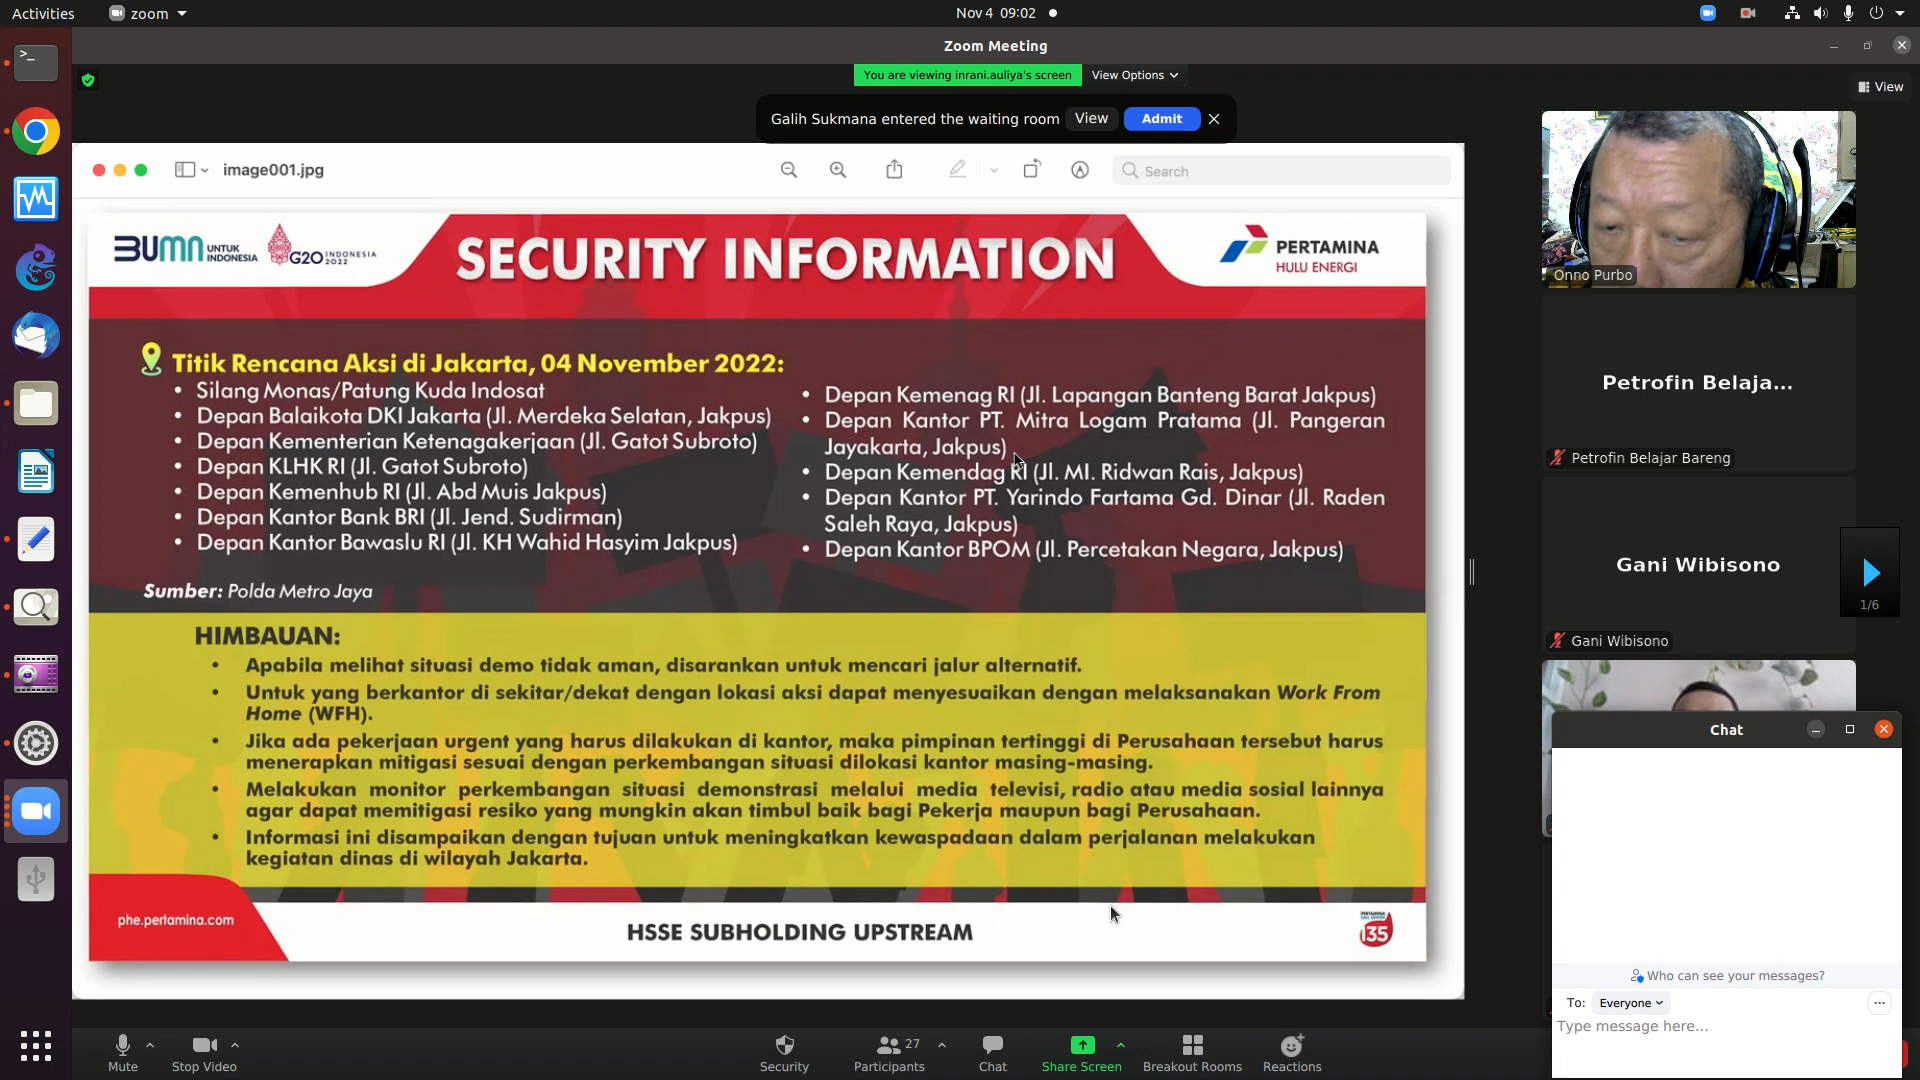 Activities
zoom
Nov 4 09:02
Zoom Meeting
You are viewing inrani.auliya's screen
View Options
View
Galih Sukmana entered the waiting room
View
Admit
image001.jpg
Search
BUMN UNTUK INDONESIA
G20 INDONESIA 2022
SECURITY INFORMATION
PERTAMINA
HULU ENERGI
Titik Rencana Aksi di Jakarta, 04 November 2022:
• Silang Monas/Patung Kuda Indosat
• Depan Balaikota DKI Jakarta (Jl. Merdeka Selatan, Jakpus)
• Depan Kementerian Ketenagakerjaan (Jl. Gatot Subroto)
• Depan KLHK RI (Jl. Gatot Subroto)
• Depan Kemenhub RI (Jl. Abd Muis Jakpus)
• Depan Kantor Bank BRI (Jl. Jend. Sudirman)
• Depan Kantor Bawaslu RI (Jl. KH Wahid Hasyim Jakpus)
• Depan Kemenag RI (Jl. Lapangan Banteng Barat Jakpus)
• Depan Kantor PT. Mitra Logam Pratama (Jl. Pangeran
Jayakarta, Jakpus)
• Depan Kemendag RI (Jl. MI. Ridwan Rais, Jakpus)
• Depan Kantor PT. Yarindo Fartama Gd. Dinar (Jl. Raden
Saleh Raya, Jakpus)
• Depan Kantor BPOM (Jl. Percetakan Negara, Jakpus)
Sumber: Polda Metro Jaya
HIMBAUAN:
• Apabila melihat situasi demo tidak aman, disarankan untuk mencari jalur alternatif.
• Untuk yang berkantor di sekitar/dekat dengan lokasi aksi dapat menyesuaikan dengan melaksanakan Work From
Home (WFH).
• Jika ada pekerjaan urgent yang harus dilakukan di kantor, maka pimpinan tertinggi di Perusahaan tersebut harus
menerapkan mitigasi sesuai dengan perkembangan situasi dilokasi kantor masing-masing.
• Melakukan monitor perkembangan situasi demonstrasi melalui media televisi, radio atau media sosial lainnya
agar dapat memitigasi resiko yang mungkin akan timbul baik bagi Pekerja maupun bagi Perusahaan.
• Informasi ini disampaikan dengan tujuan untuk meningkatkan kewaspadaan dalam perjalanan melakukan
kegiatan dinas di wilayah Jakarta.
phe.pertamina.com
HSSE SUBHOLDING UPSTREAM
135
Onno Purbo
Petrofin Belaja...
Petrofin Belajar Bareng
Gani Wibisono
Gani Wibisono
1/6
Chat
Who can see your messages?
To: Everyone
Type message here...
Mute
Stop Video
Security
27
Participants
Chat
Share Screen
Breakout Rooms
Reactions